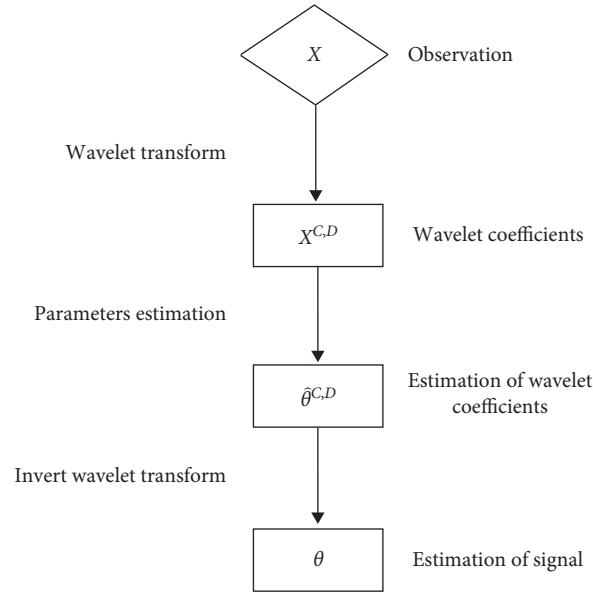 X
Observation
Wavelet transform
X^{C,D}
Wavelet coefficients
Parameters estimation
θ̂^{C,D}
Estimation of wavelet
coefficients
Invert wavelet transform
θ
Estimation of signal